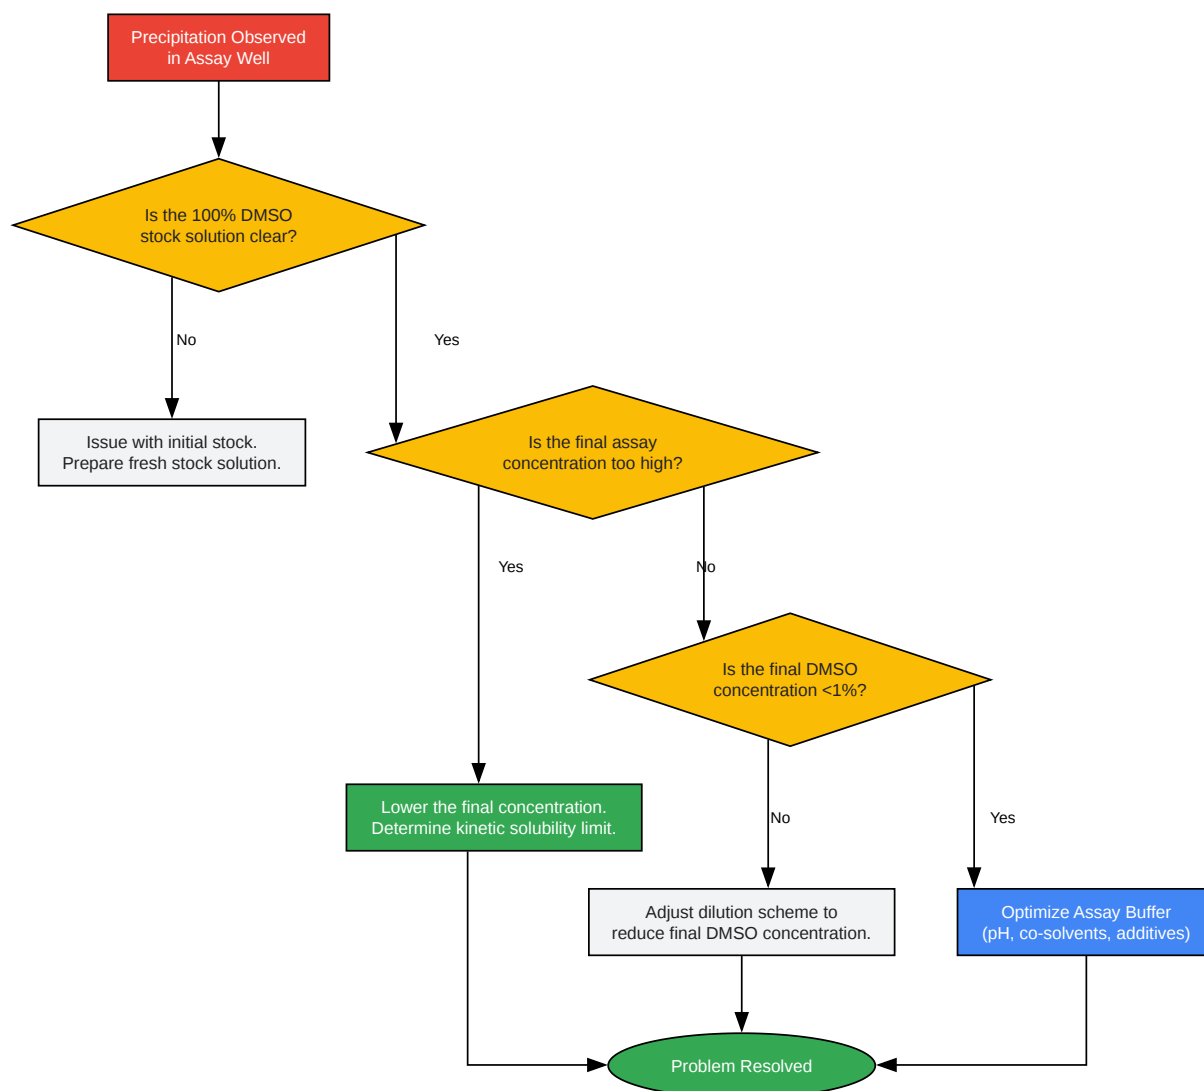 Precipitation Observed
in Assay Well
Is the 100% DMSO
stock solution clear?
No
Yes
Issue with initial stock.
Prepare fresh stock solution.
Is the final assay
concentration too high?
Yes
No
Is the final DMSO
concentration <1%?
Lower the final concentration.
Determine kinetic solubility limit.
No
Yes
Adjust dilution scheme to
reduce final DMSO concentration.
Optimize Assay Buffer
(pH, co-solvents, additives)
Problem Resolved